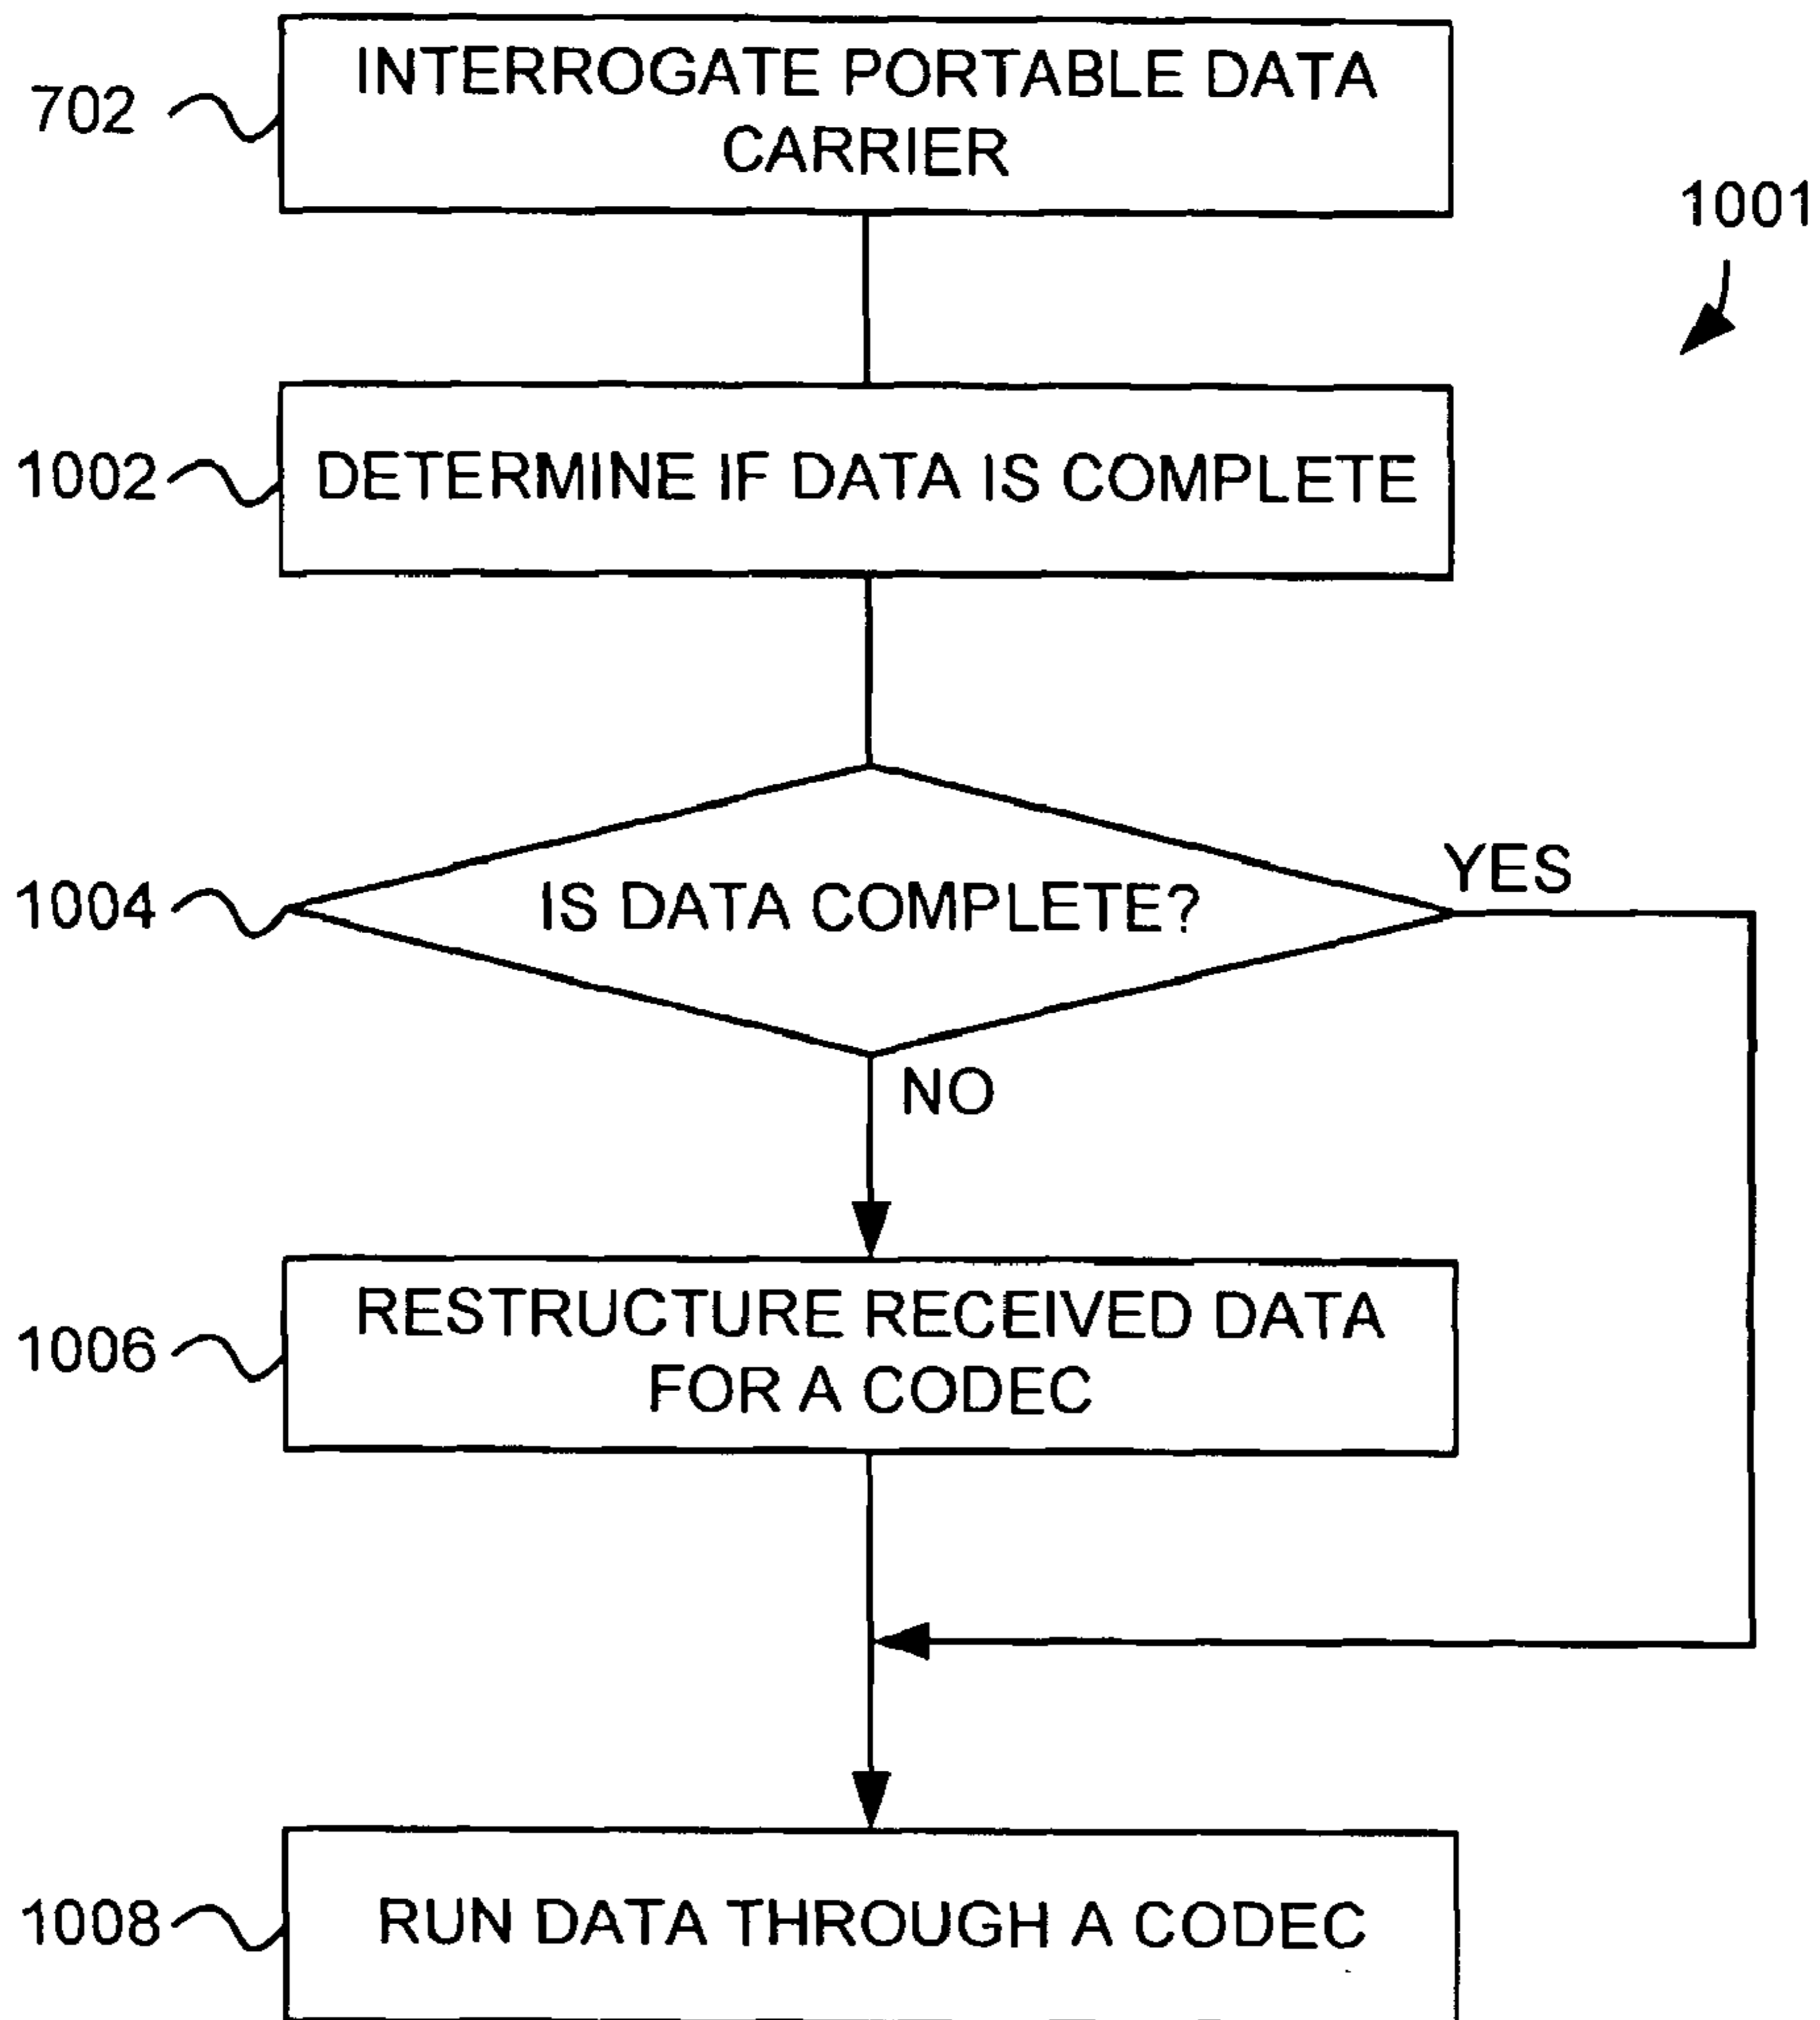 702
INTERROGATE PORTABLE DATA
CARRIER
1001
1002
DETERMINE IF DATA IS COMPLETE
YES
1004
IS DATA COMPLETE?
NO
1006
RESTRUCTURE RECEIVED DATA
FOR A CODEC
1008
RUN DATA THROUGH A CODEC